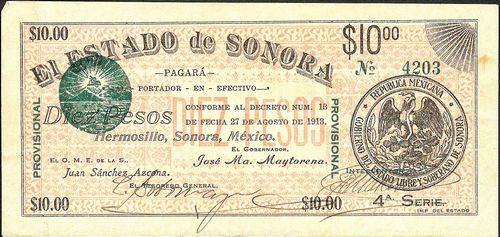 $10.00
$10 00
El ESTADO de SONORA
No 4203
PAGARÁ
AL PORTADOR - EN - EFECTIVO
DIEZ PESOS
Diez Pesos
CONFORME AL DECRETO NUM. 16
DE FECHA 27 DE AGOSTO DE 1913.
Hermosillo, Sonora, México.
PROVISIONAL
PROVISIONAL
REPUBLICA MEXICANA
GOBIERNO DEL ESTADO LIBRE Y SOBERANO DE SONORA
EL GOBERNADOR,
José Ma. Maytorena.
EL O. M. E. DE LA S.,
Juan Sánchez Azcona.
EL TESORERO GENERAL,
$10.00
$10.00
4A. SERIE.
IMP. DEL ESTADO